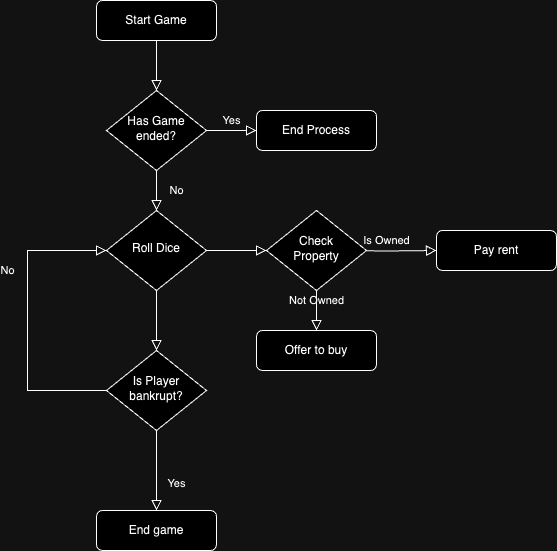 Start Game
Has Game
ended?
Yes
End Process
No
Roll Dice
Check
Property
Is Owned
Pay rent
No
Not Owned
Offer to buy
Is Player
bankrupt?
Yes
End game